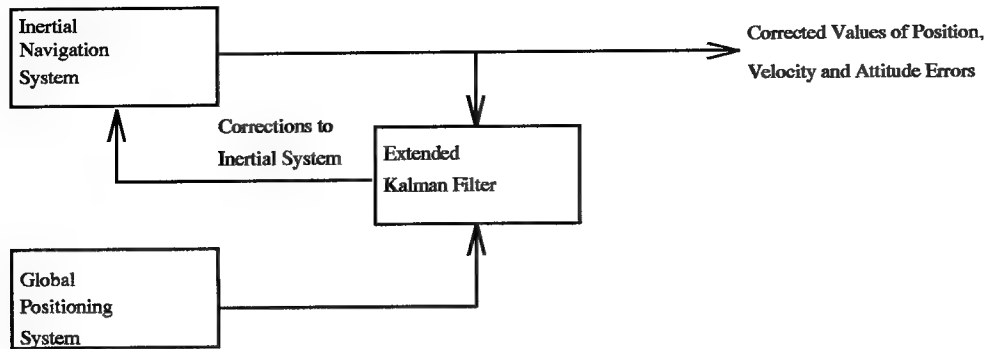 Inertial
Navigation
System
Corrected Values of Position,
Velocity and Attitude Errors
Corrections to
Inertial System
Extended
Kalman Filter
Global
Positioning
System